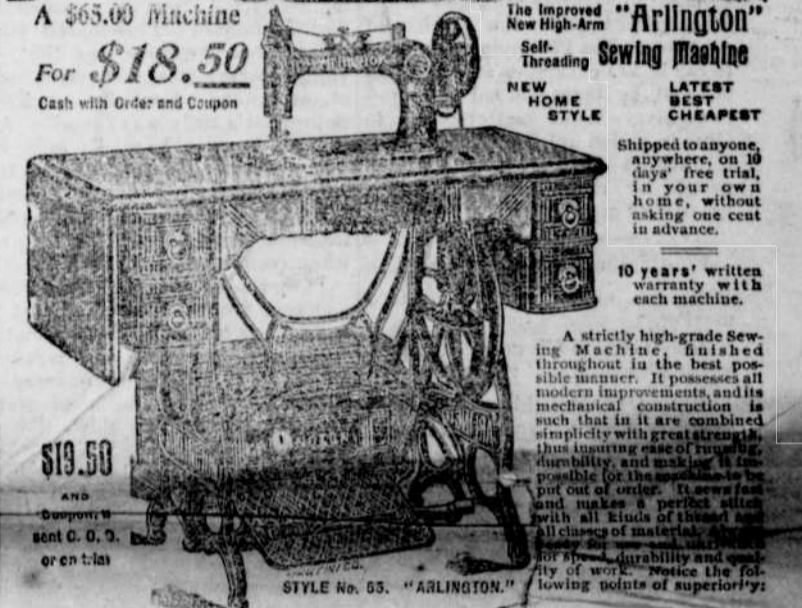 A $65.00 Machine
For $18.50
Cash with Order and Coupon
The Improved
New High-Arm
"Arlington"
Self-
Threading
Sewing Machine
NEW
HOME
STYLE
LATEST
BEST
CHEAPEST
Shipped to anyone,
anywhere, on 10
days' free trial,
in your own
home, without
asking one cent
in advance.
10 years' written
warranty with
each machine.
A strictly high-grade Sew-
ing Machine, finished
throughout in the best pos-
sible manner. It possesses all
modern improvements, and its
mechanical construction is
such that in it are combined
simplicity with great strength,
thus insuring ease of running,
durability, and making it im-
possible for the machine to be
put out of order. It sews fast
and makes a perfect stitch
with all kinds of thread and
all classes of material.
for speed, durability and qual-
ity of work. Notice the fol-
lowing points of superiority:
$19.50
AND
Coupon,
sent C. O. D.
or on trial
STYLE No. 53. "ARLINGTON."